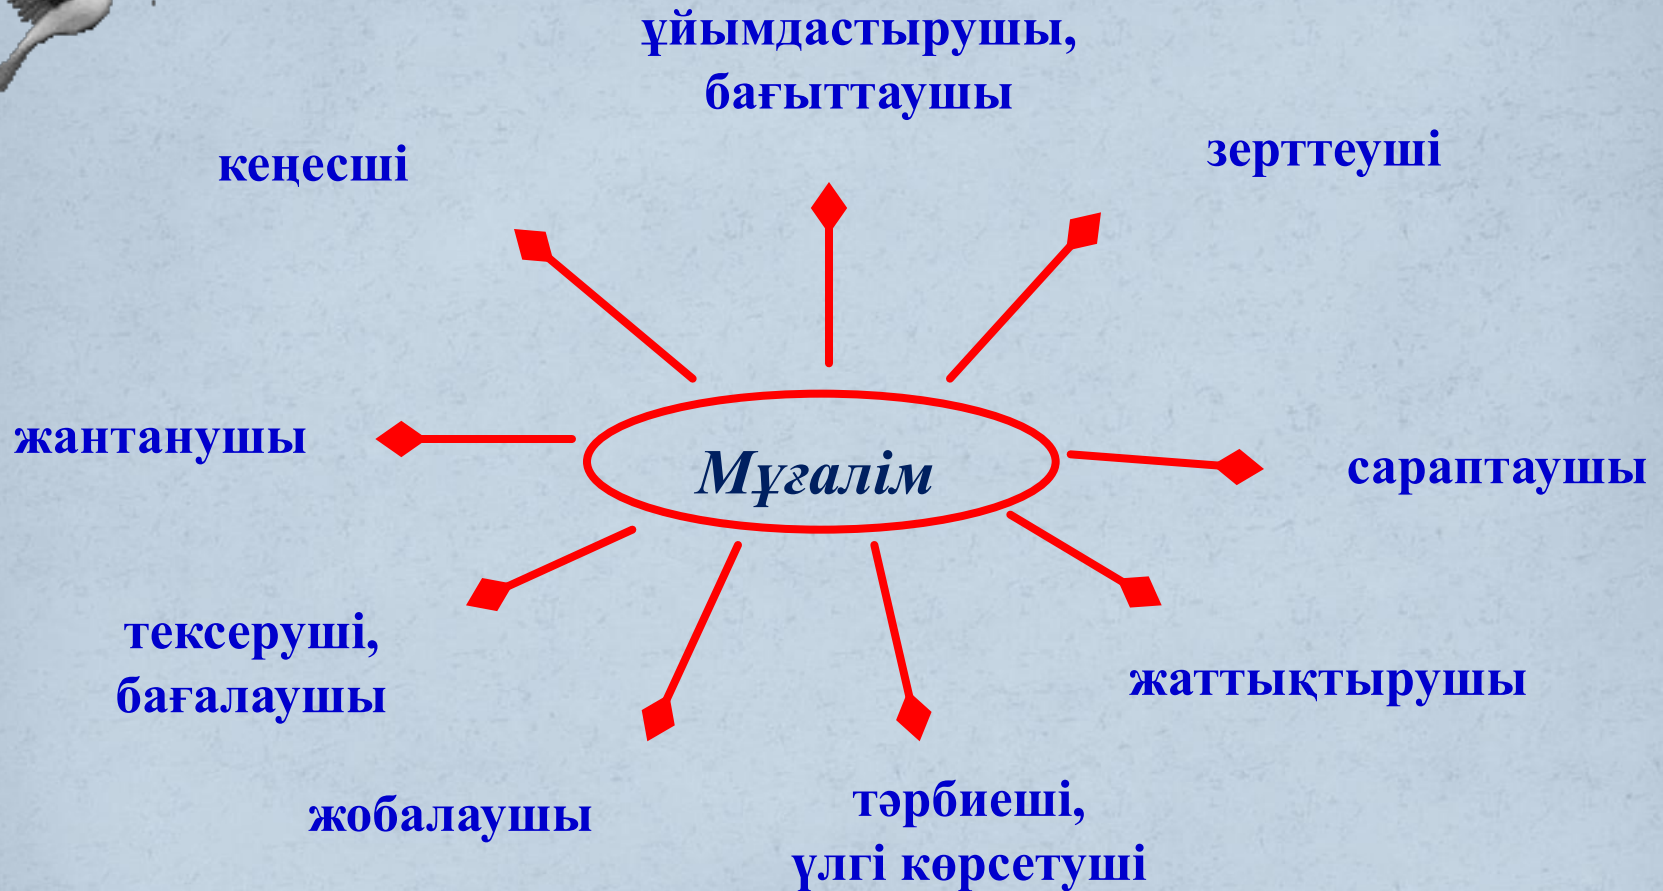 ұйымдастырушы,
бағыттаушы
зерттеуші
кеңесші
жантанушы
Мұғалім
сараптаушы
тексеруші,
бағалаушы
жаттықтырушы
жобалаушы
тәрбиеші,
үлгі көрсетуші